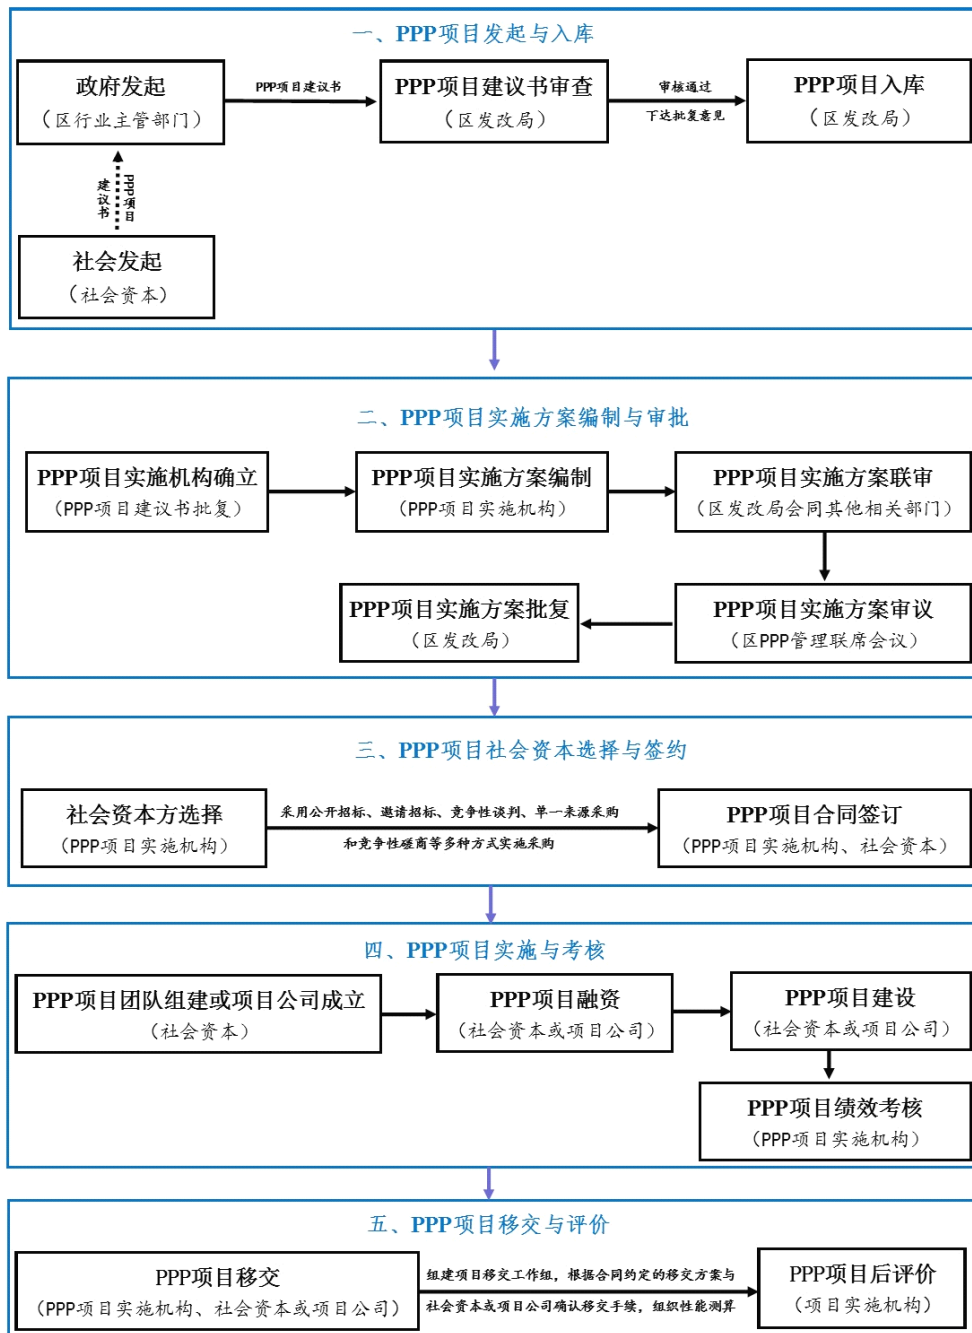 一、PPP项目发起与入库
政府发起
（区行业主管部门）
PPP项目建议书
PPP项目建议书审查
（区发改局）
审核通过
下达批复意见
PPP项目入库
（区发改局）
PPP项目
建议书
社会发起
（社会资本）
二、PPP项目实施方案编制与审批
PPP项目实施机构确立
（PPP项目建议书批复）
PPP项目实施方案编制
（PPP项目实施机构）
PPP项目实施方案联审
（区发改局会同其他相关部门）
PPP项目实施方案批复
（区发改局）
PPP项目实施方案审议
（区PPP管理联席会议）
三、PPP项目社会资本选择与签约
社会资本方选择
（PPP项目实施机构）
采用公开招标、邀请招标、竞争性谈判、单一来源采购
和竞争性磋商等多种方式实施采购
PPP项目合同签订
（PPP项目实施机构、社会资本）
四、PPP项目实施与考核
PPP项目团队组建或项目公司成立
（社会资本）
PPP项目融资
（社会资本或项目公司）
PPP项目建设
（社会资本或项目公司）
PPP项目绩效考核
（PPP项目实施机构）
五、PPP项目移交与评价
PPP项目移交
（PPP项目实施机构、社会资本或项目公司）
组建项目移交工作组，根据合同约定的移交方案与
社会资本或项目公司确认移交手续，组织性能测算
PPP项目后评价
（项目实施机构）